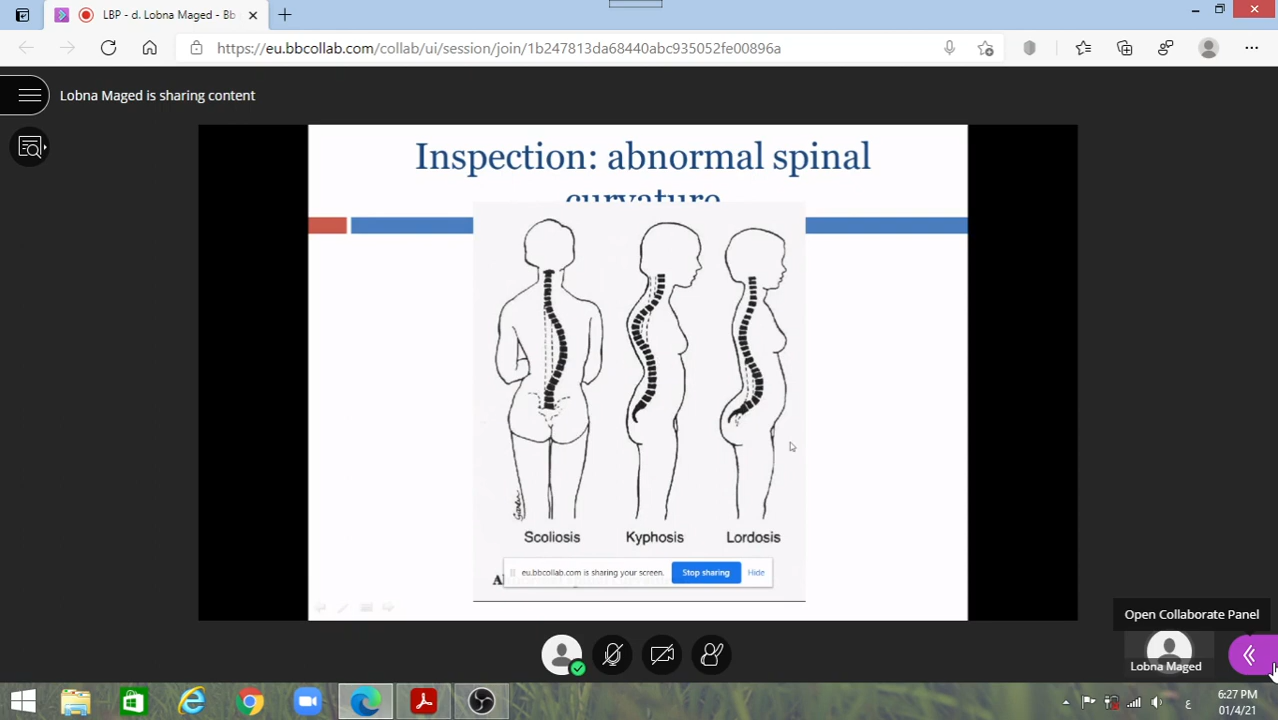 LBP - d. Lobna Maged - Bb
https://eu.bbcollab.com/collab/ui/session/join/1b247813da68440abc935052fe00896a
Lobna Maged is sharing content
Inspection: abnormal spinal
curvature
Scoliosis Kyphosis Lordosis
eu.bbcollab.com is sharing your screen. Stop sharing Hide
Open Collaborate Panel
Lobna Maged
6:27 PM
ع
01/4/21